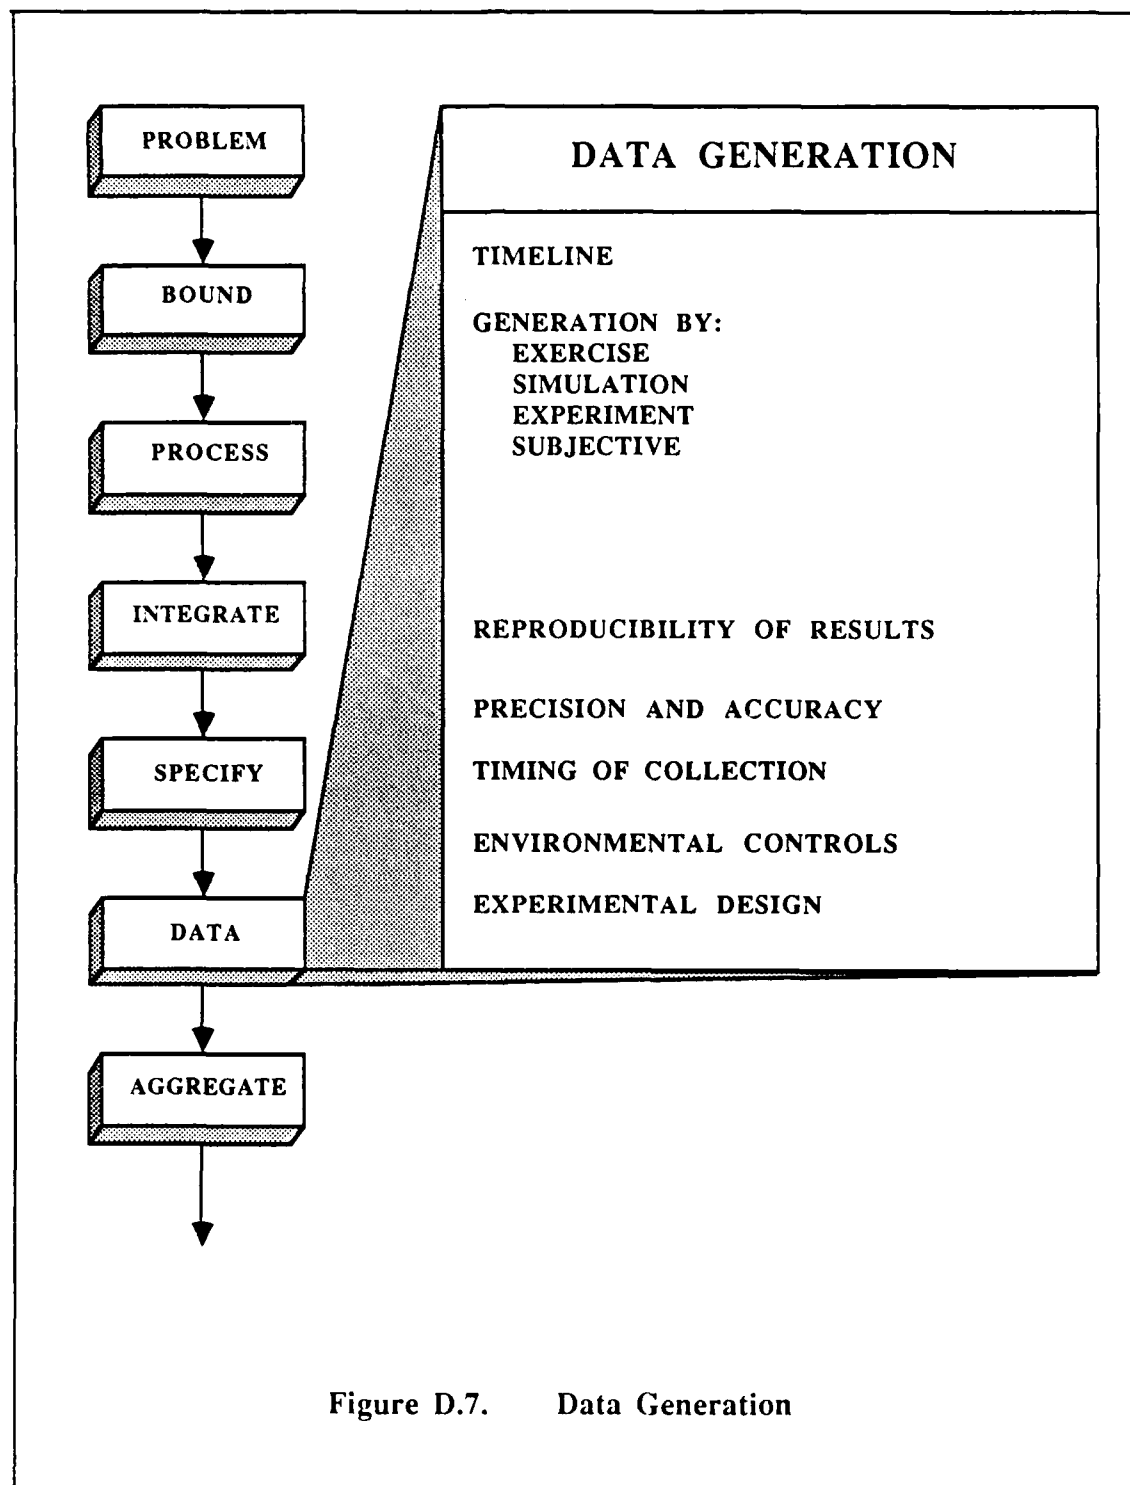 PROBLEM
BOUND
PROCESS
INTEGRATE
SPECIFY
DATA
AGGREGATE
DATA GENERATION
TIMELINE
GENERATION BY:
EXERCISE
SIMULATION
EXPERIMENT
SUBJECTIVE
REPRODUCIBILITY OF RESULTS
PRECISION AND ACCURACY
TIMING OF COLLECTION
ENVIRONMENTAL CONTROLS
EXPERIMENTAL DESIGN
Figure D.7. Data Generation